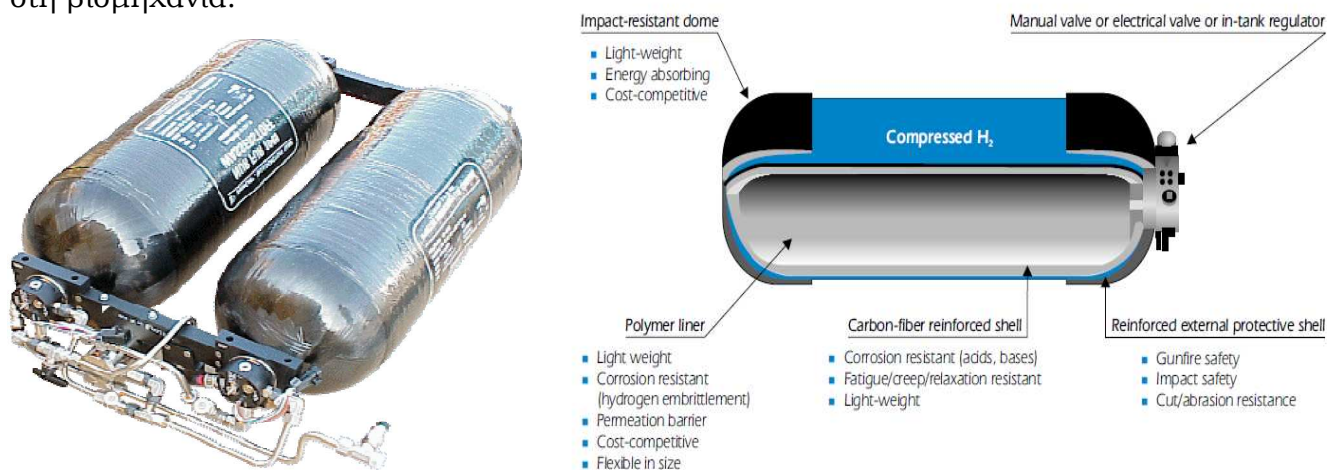 στη βιομηχανία.
Impact-resistant dome
Light-weight
Energy absorbing
Cost-competitive
Manual valve or electrical valve or in-tank regulator
Compressed H₂
Polymer liner
Light weight
Corrosion resistant
(hydrogen embrittlement)
Permeation barrier
Cost-competitive
Flexible in size
Carbon-fiber reinforced shell
Corrosion resistant (acids, bases)
Fatigue/creep/relaxation resistant
Light-weight
Reinforced external protective shell
Gunfire safety
Impact safety
Cut/abrasion resistance